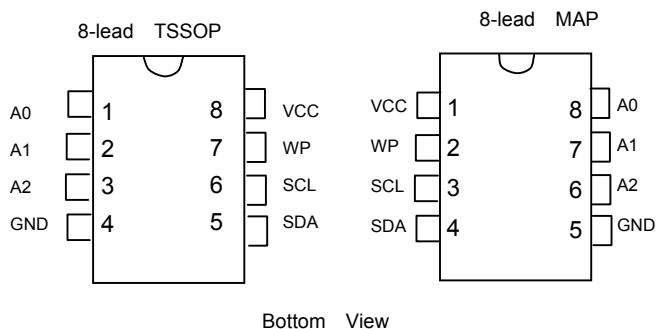 8-lead TSSOP
A0 1 8 VCC
A1 2 7 WP
A2 3 6 SCL
GND 4 5 SDA
8-lead MAP
VCC 1 8 A0
WP 2 7 A1
SCL 3 6 A2
SDA 4 5 GND
Bottom View